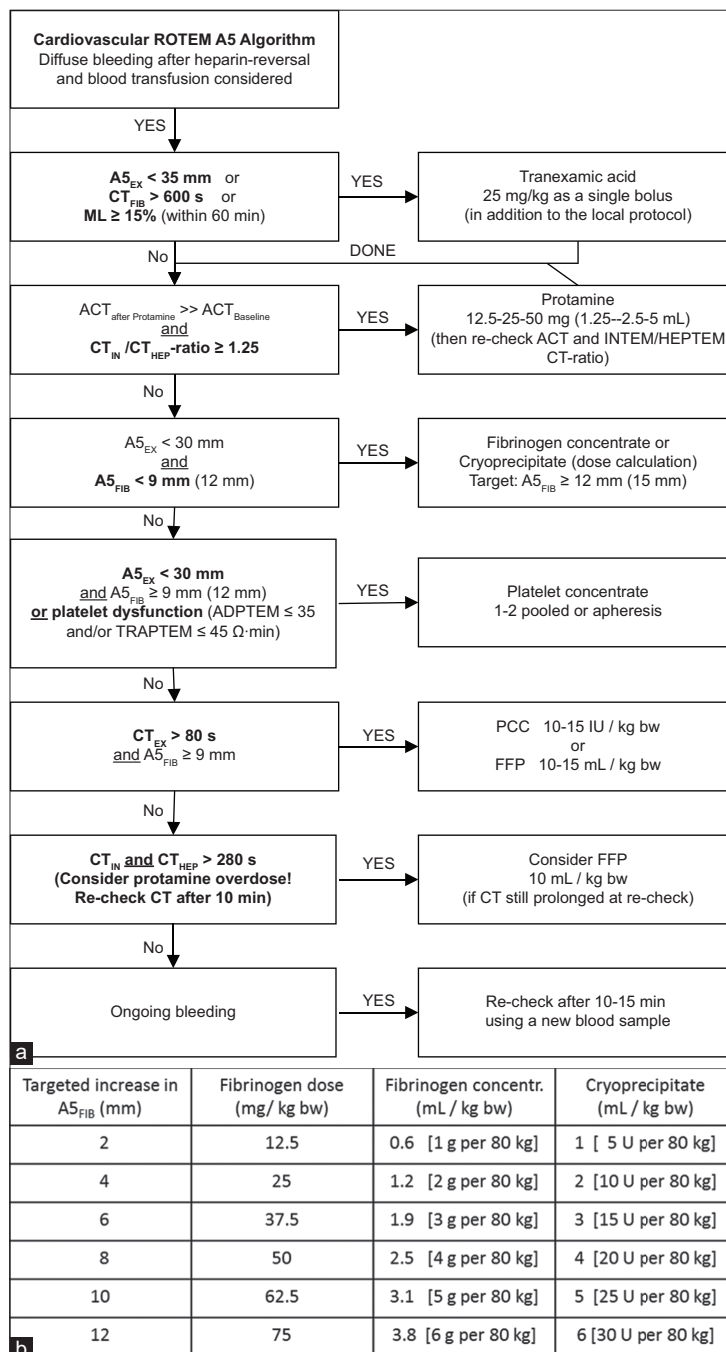 Cardiovascular ROTEM A5 Algorithm
Diffuse bleeding after heparin-reversal
and blood transfusion considered
YES
A5EX < 35 mm or
CTFIB > 600 s or
ML ≥ 15% (within 60 min)
YES
Tranexamic acid
25 mg/kg as a single bolus
(in addition to the local protocol)
No
DONE
ACTafter Protamine >> ACTBaseline
and
CTIN /CTHEP-ratio ≥ 1.25
YES
Protamine
12.5-25-50 mg (1.25--2.5-5 mL)
(then re-check ACT and INTEM/HEPTEM
CT-ratio)
No
A5EX < 30 mm
and
A5FIB < 9 mm (12 mm)
YES
Fibrinogen concentrate or
Cryoprecipitate (dose calculation)
Target: A5FIB ≥ 12 mm (15 mm)
No
A5EX < 30 mm
and A5FIB ≥ 9 mm (12 mm)
or platelet dysfunction (ADPTEM ≤ 35
and/or TRAPTEM ≤ 45 Ω·min)
YES
Platelet concentrate
1-2 pooled or apheresis
No
CTEX > 80 s
and A5FIB ≥ 9 mm
YES
PCC 10-15 IU / kg bw
or
FFP 10-15 mL / kg bw
No
CTIN and CTHEP > 280 s
(Consider protamine overdose!
Re-check CT after 10 min)
YES
Consider FFP
10 mL / kg bw
(if CT still prolonged at re-check)
No
Ongoing bleeding
YES
Re-check after 10-15 min
using a new blood sample
a
Targeted increase in A5FIB (mm) Fibrinogen dose (mg/ kg bw) Fibrinogen concentr. (mL / kg bw) Cryoprecipitate (mL / kg bw)
2 12.5 0.6 [1 g per 80 kg] 1 [ 5 U per 80 kg]
4 25 1.2 [2 g per 80 kg] 2 [10 U per 80 kg]
6 37.5 1.9 [3 g per 80 kg] 3 [15 U per 80 kg]
8 50 2.5 [4 g per 80 kg] 4 [20 U per 80 kg]
10 62.5 3.1 [5 g per 80 kg] 5 [25 U per 80 kg]
12 75 3.8 [6 g per 80 kg] 6 [30 U per 80 kg]
b